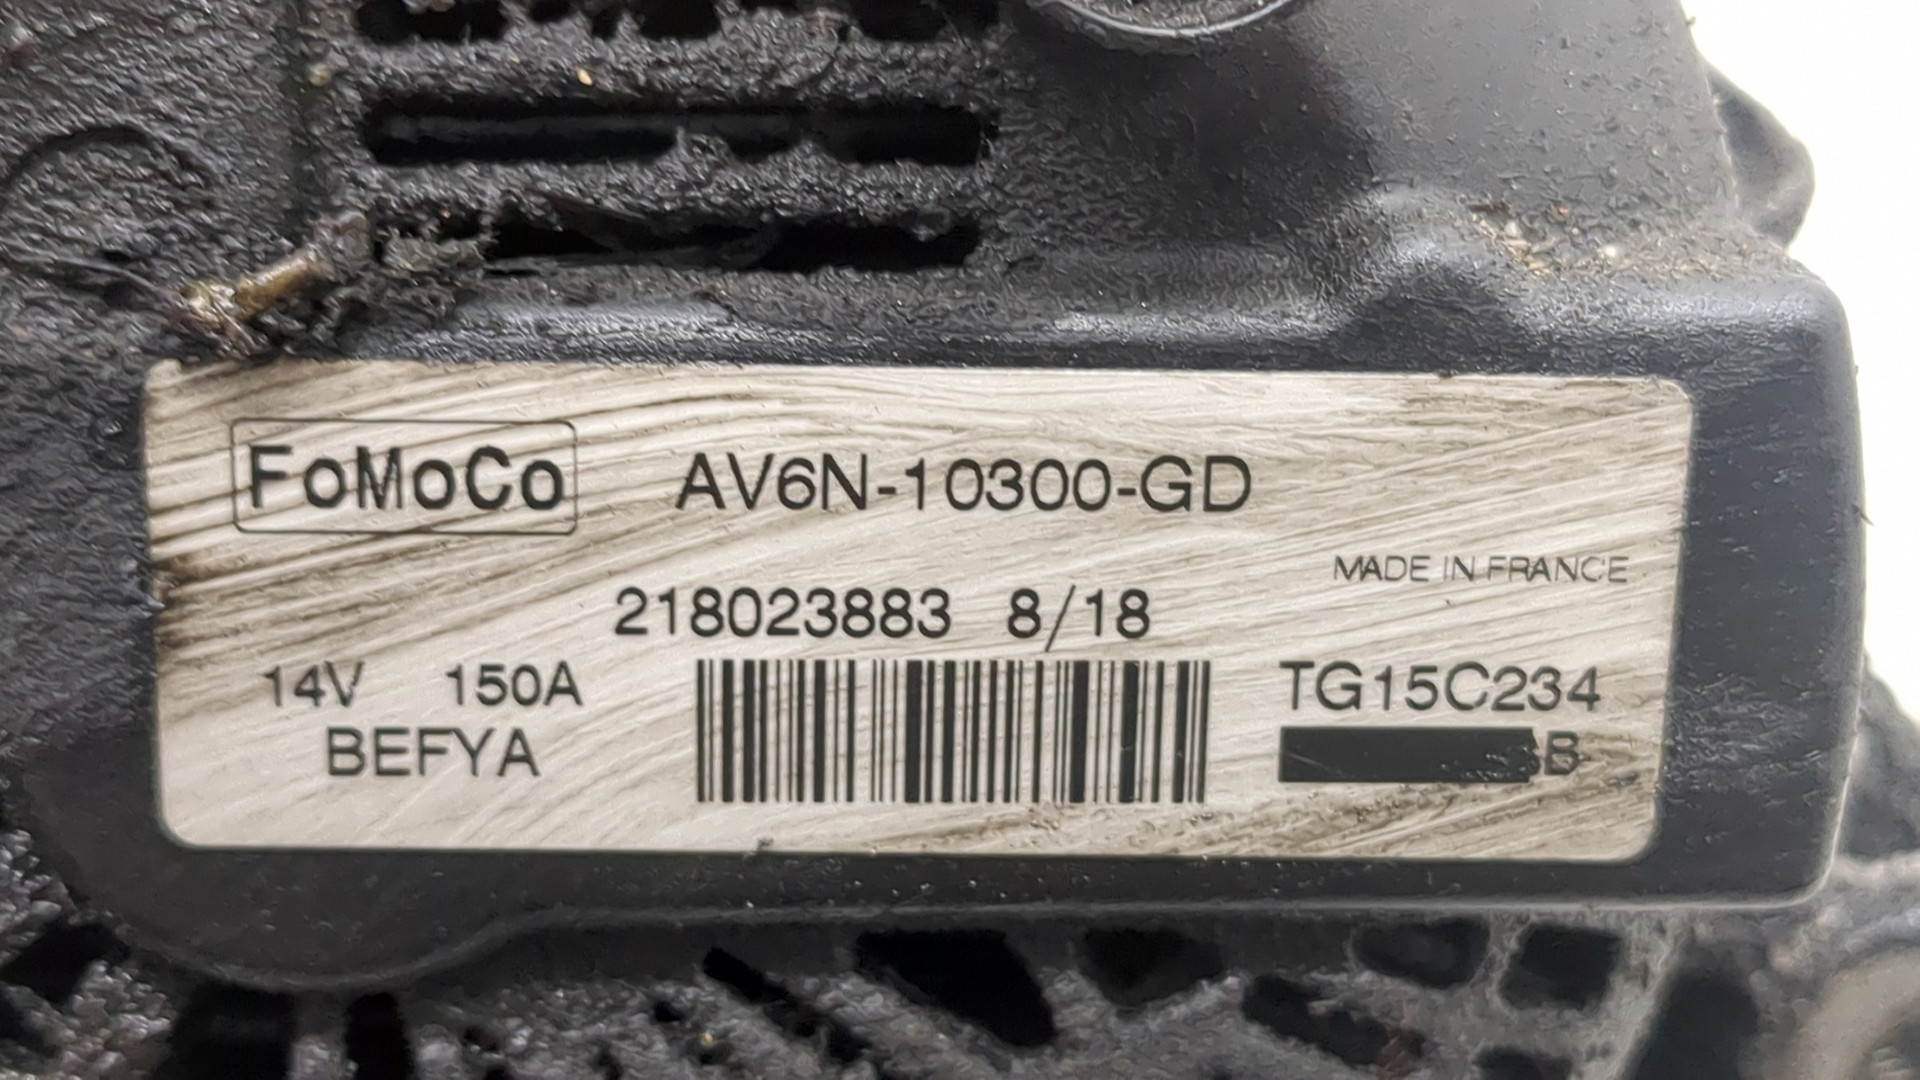 FoMoCo AV6N-10300-GD
MADE IN FRANCE
218023883 8/18
14V 150A TG15C234
BEFYA